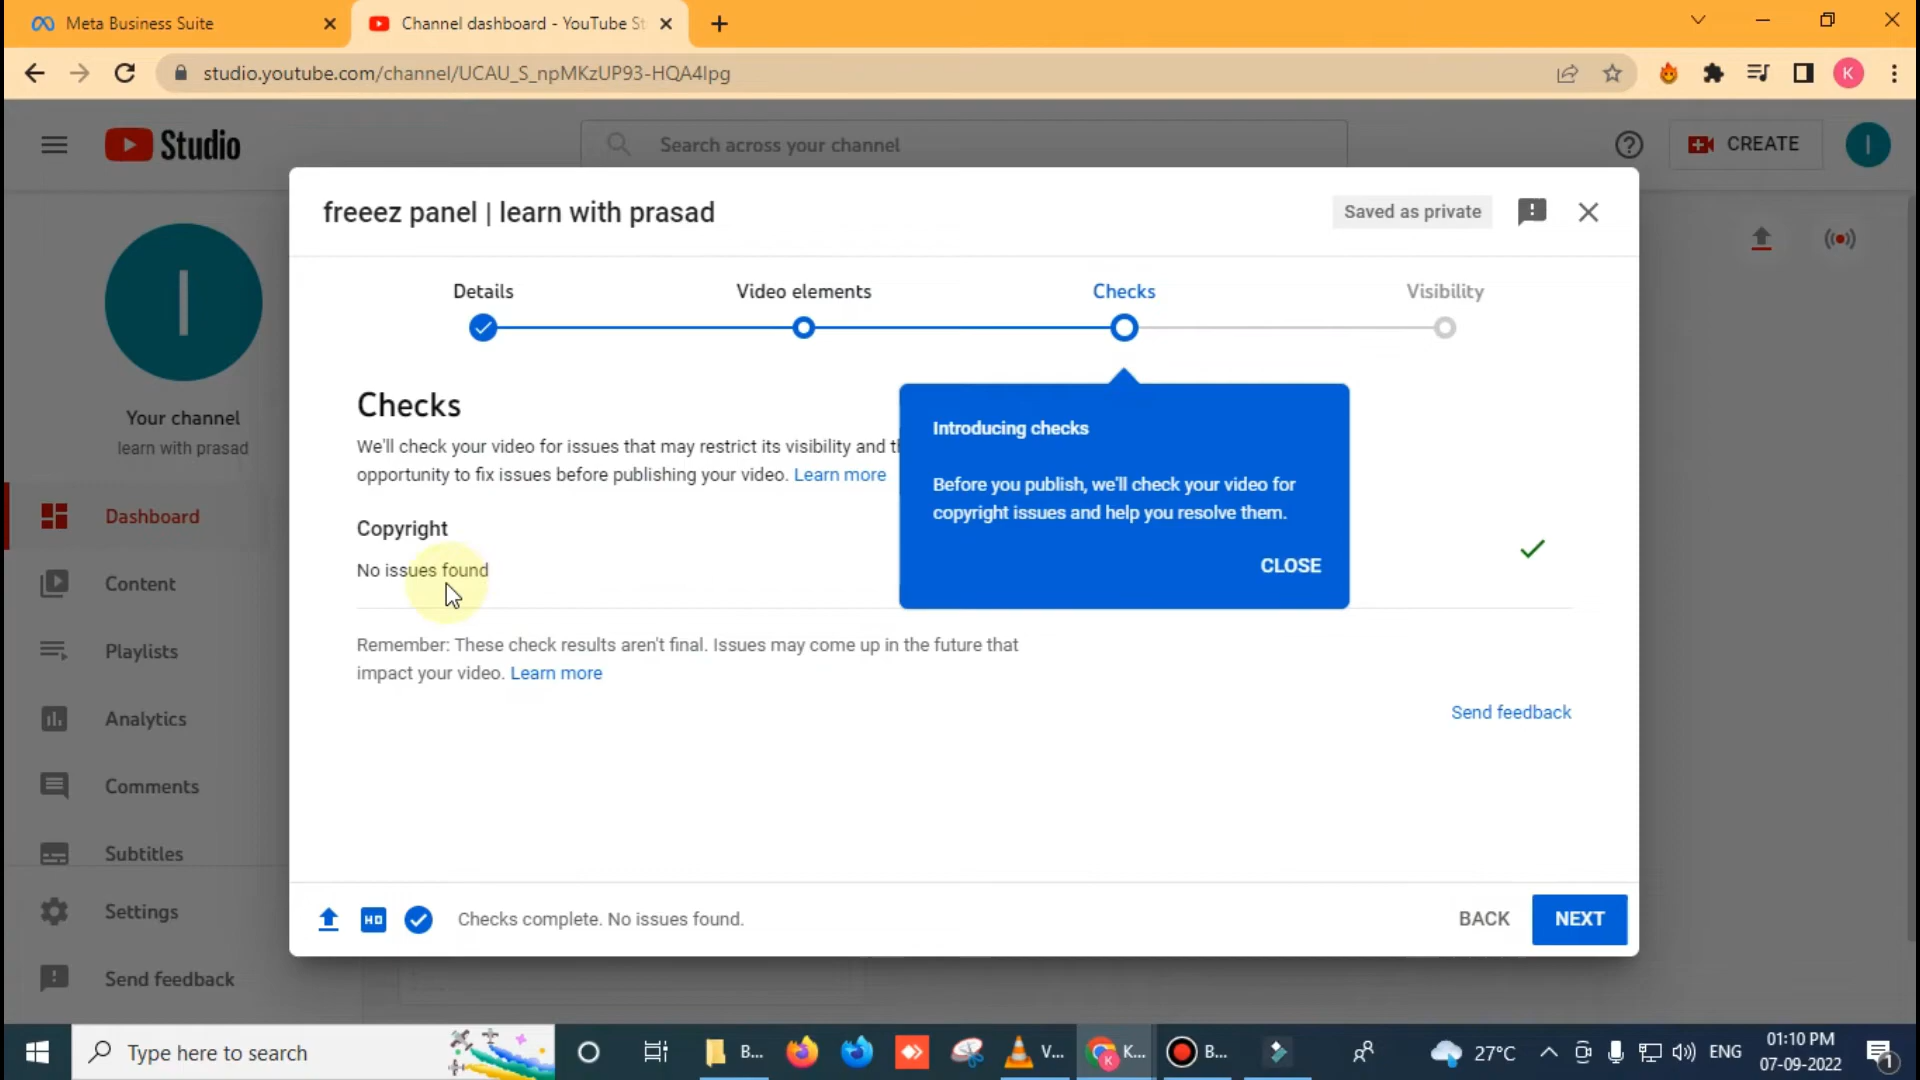 Meta Business Suite
Channel dashboard - YouTube St
studio.youtube.com/channel/UCAU_S_npMKzUP93-HQA4lpg
K
Studio
Search across your channel
CREATE
I
freeez panel | learn with prasad
Saved as private
Details
Video elements
Checks
Visibility
I
Your channel
learn with prasad
Dashboard
Content
Playlists
Analytics
Comments
Subtitles
Settings
Send feedback
Checks
We'll check your video for issues that may restrict its visibility and th
opportunity to fix issues before publishing your video. Learn more
Introducing checks
Before you publish, we'll check your video for
copyright issues and help you resolve them.
CLOSE
Copyright
No issues found
Remember: These check results aren't final. Issues may come up in the future that
impact your video. Learn more
Send feedback
HD
Checks complete. No issues found.
BACK
NEXT
Type here to search
B...
V...
K...
B...
27°C
ENG
01:10 PM
07-09-2022
1